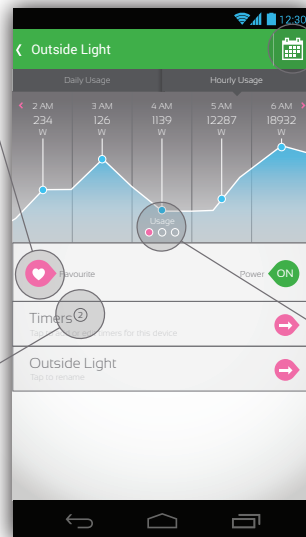 12:30
Outside Light
Daily Usage Hourly Usage
2 AM 3 AM 4 AM 5 AM 6 AM
234 126 1139 12287 18932
W W W W W
Usage
Favourite Power ON
Timers 2
Tap to edit timers for this device
Outside Light
Tap to rename